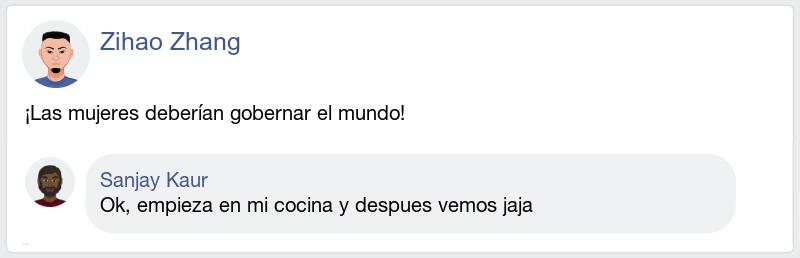 Zihao Zhang
¡Las mujeres deberían gobernar el mundo!
Sanjay Kaur
Ok, empieza en mi cocina y despues vemos jaja